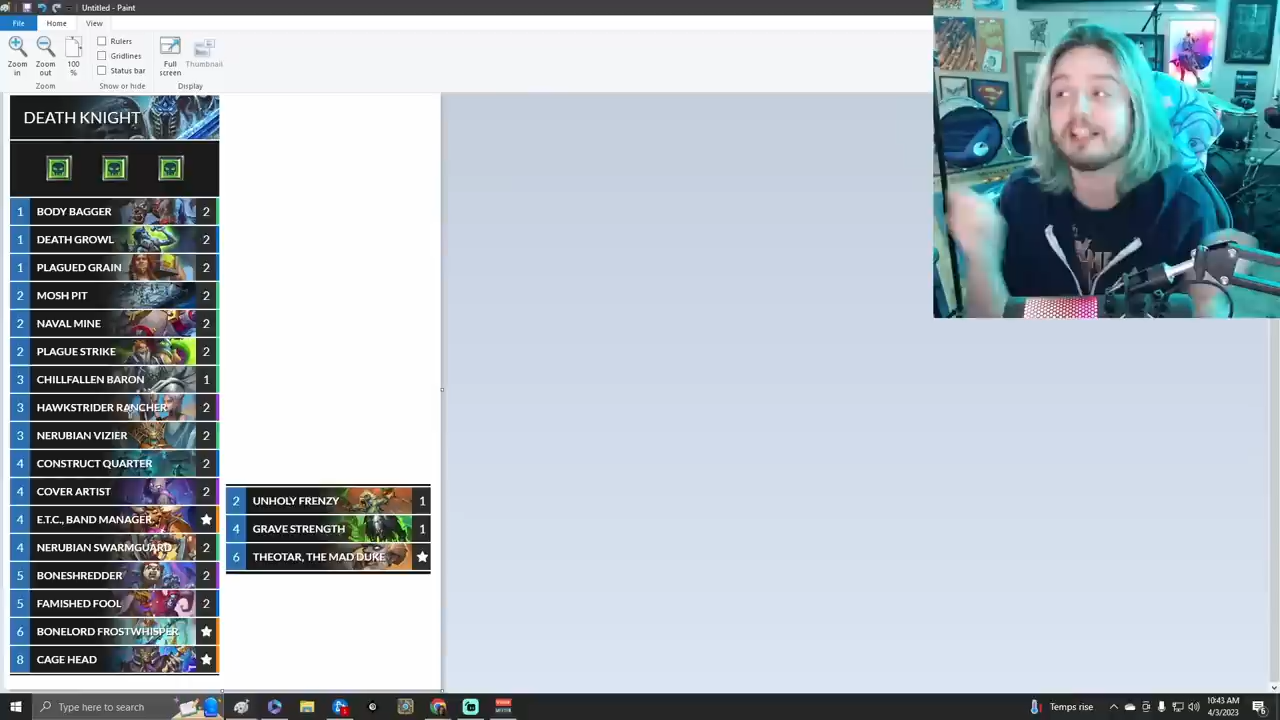 Untitled - Paint
File Home View
Zoom in
Zoom out
100 %
Rulers
Gridlines
Status bar
Full screen
Thumbnail
Zoom
Show or hide
Display
DEATH KNIGHT
1 BODY BAGGER 2
1 DEATH GROWL 2
1 PLAGUED GRAIN 2
2 MOSH PIT 2
2 NAVAL MINE 2
2 PLAGUE STRIKE 2
3 CHILLFALLEN BARON 1
3 HAWKSTRIDER RANCHER 2
3 NERUBIAN VIZIER 2
4 CONSTRUCT QUARTER 2
4 COVER ARTIST 2
4 E.T.C., BAND MANAGER
4 NERUBIAN SWARMGUARD 2
5 BONESHREDDER 2
5 FAMISHED FOOL 2
6 BONELORD FROSTWHISPER
8 CAGE HEAD
2 UNHOLY FRENZY 1
4 GRAVE STRENGTH 1
6 THEOTAR, THE MAD DUKE
Type here to search
Temps rise
10:43 AM
4/3/2023